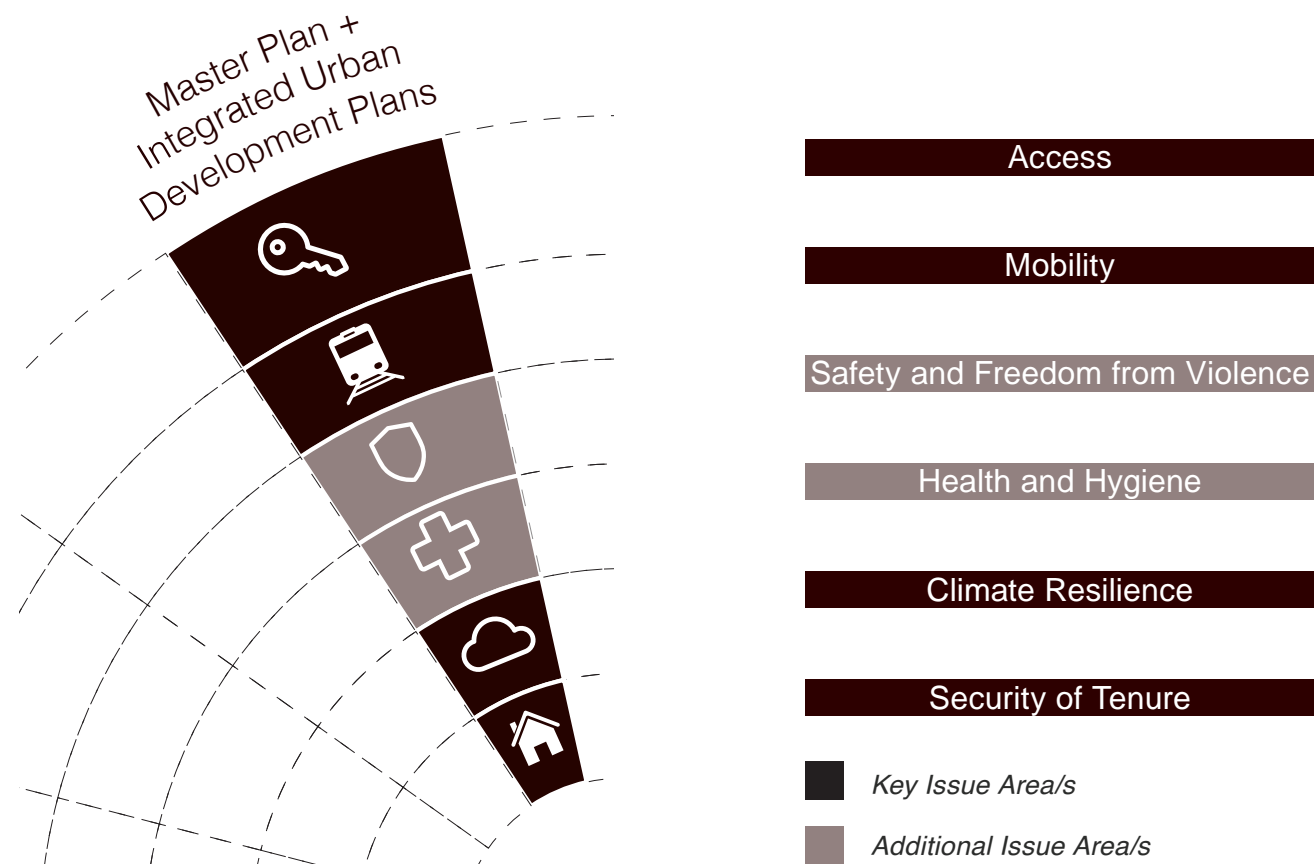 Master Plan +
Integrated Urban
Development Plans
Access
Mobility
Safety and Freedom from Violence
Health and Hygiene
Climate Resilience
Security of Tenure
Key Issue Area/s
Additional Issue Area/s